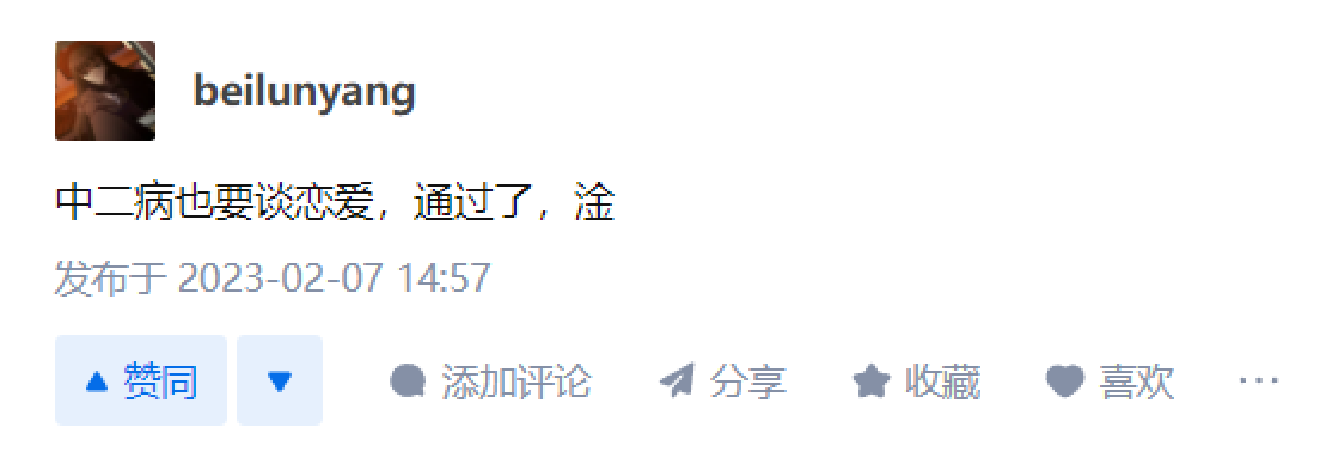 beilunyang
中二病也要谈恋爱，通过了，淦
发布于 2023-02-07 14:57
赞同 添加评论 分享 收藏 喜欢